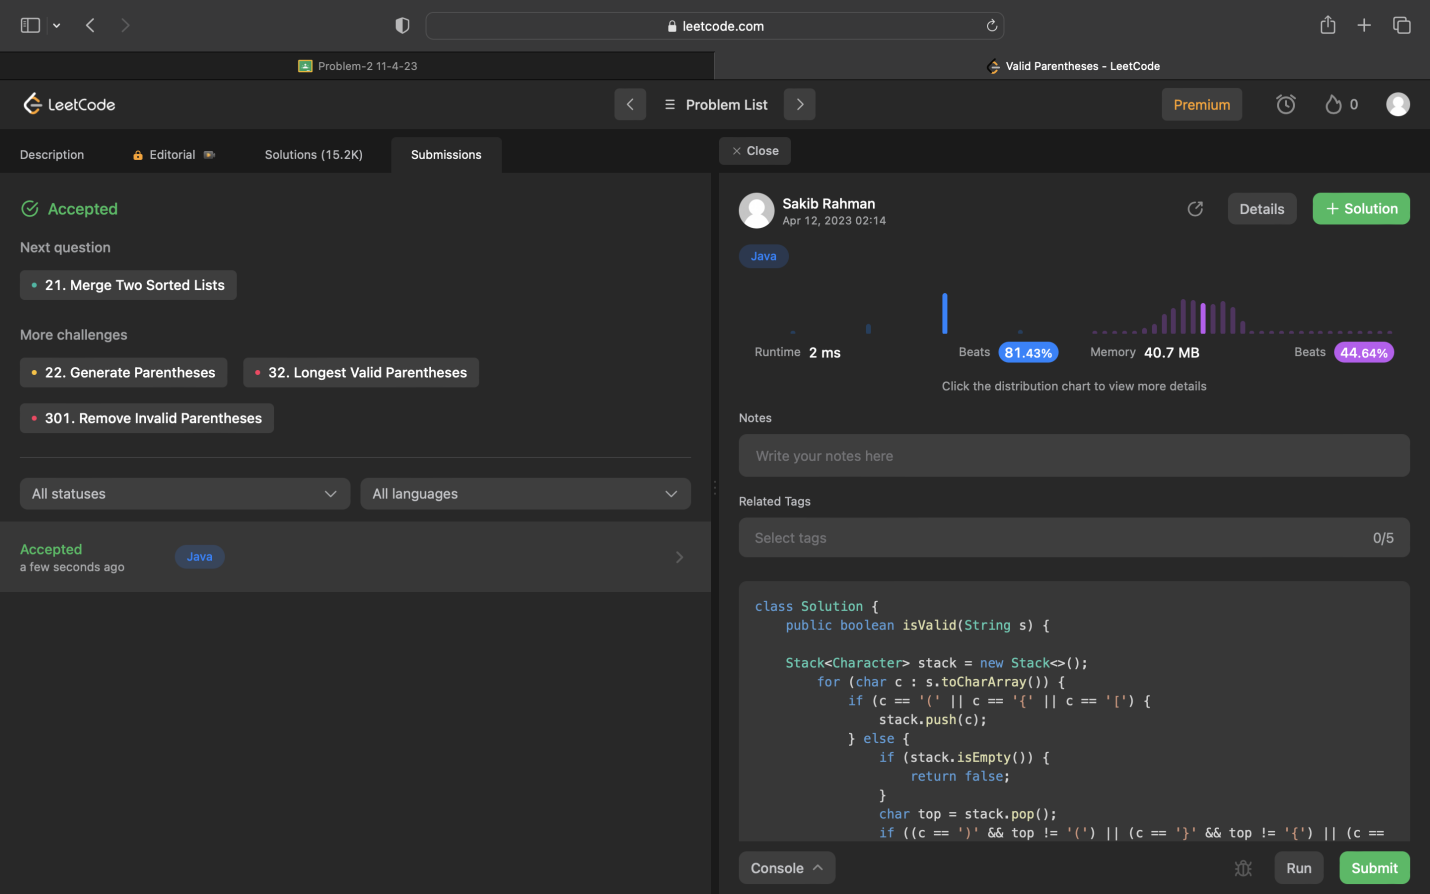 leetcode.com
Problem-2 11-4-23
Valid Parentheses - LeetCode
LeetCode
Problem List
Premium
0
Description
Editorial
Solutions (15.2K)
Submissions
Close
Accepted
Next question
21. Merge Two Sorted Lists
More challenges
22. Generate Parentheses
32. Longest Valid Parentheses
301. Remove Invalid Parentheses
All statuses
All languages
Accepted
a few seconds ago
Java
Sakib Rahman
Apr 12, 2023 02:14
Details
+ Solution
Java
Runtime 2 ms
Beats 81.43%
Memory 40.7 MB
Beats 44.64%
Click the distribution chart to view more details
Notes
Write your notes here
Related Tags
Select tags
0/5
class Solution {
    public boolean isValid(String s) {
    Stack<Character> stack = new Stack<>();
        for (char c : s.toCharArray()) {
            if (c == '(' || c == '{' || c == '[') {
                stack.push(c);
            } else {
                if (stack.isEmpty()) {
                    return false;
                }
                char top = stack.pop();
                if ((c == ')' && top != '(') || (c == '}' && top != '{') || (c ==
Console
Run
Submit